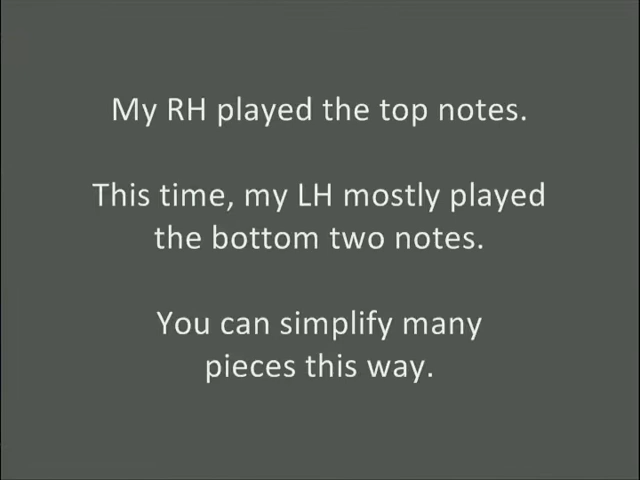 My RH played the top notes.
This time, my LH mostly played
the bottom two notes.
You can simplify many
pieces this way.